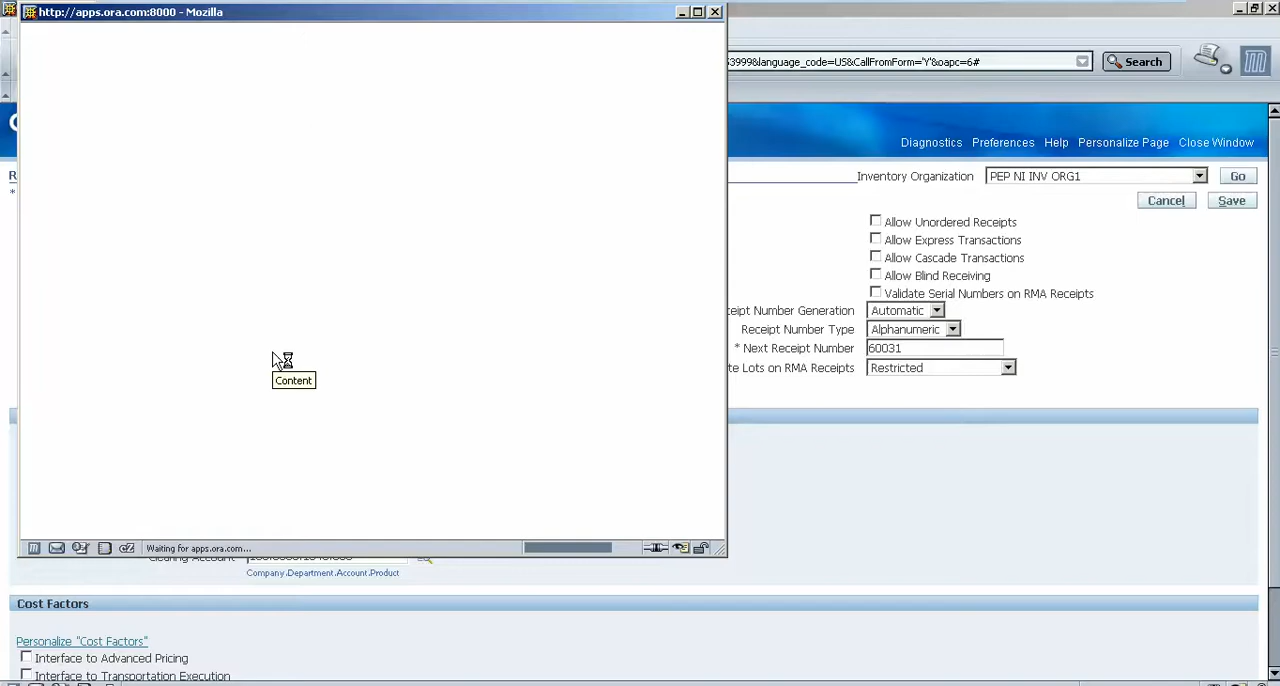 http://apps.ora.com:8000 - Mozilla
3999&language_code=US&CallFromForm='Y'&oapc=6#
Search
Diagnostics Preferences Help Personalize Page Close Window
Inventory Organization PEP NI INV ORG1 Go
Cancel Save
Allow Unordered Receipts
Allow Express Transactions
Allow Cascade Transactions
Allow Blind Receiving
Validate Serial Numbers on RMA Receipts
Number Generation Automatic
Receipt Number Type Alphanumeric
* Next Receipt Number 60031
Lots on RMA Receipts Restricted
Content
Waiting for apps.ora.com...
Company.Department.Account.Product
Cost Factors
Personalize "Cost Factors"
Interface to Advanced Pricing
Interface to Transportation Execution